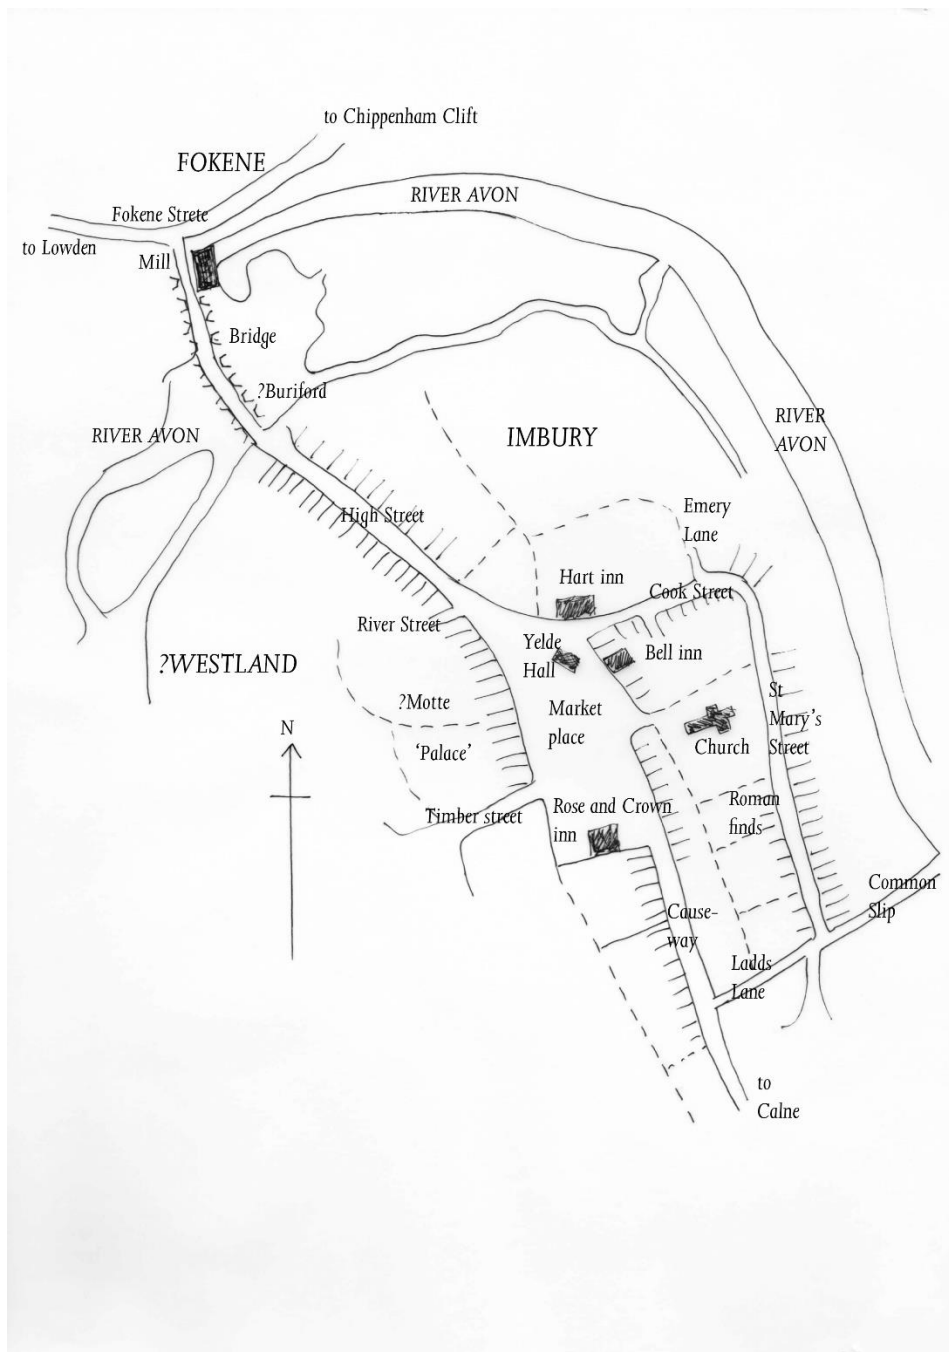 to Chippenham Clift
FOKENE
RIVER AVON
Fokene Strete
to Lowden
Mill
Bridge
?Buriford
RIVER AVON
IMBURY
RIVER
AVON
High Street
Emery
Lane
Hart inn
Cook Street
River Street
Yelde
Hall
Bell inn
?WESTLAND
St
Mary's
Street
?Motte
Market
place
Church
'Palace'
N
Timber street
Rose and Crown
inn
Roman
finds
Common
Slip
Cause-
way
Ladds
Lane
to
Calne